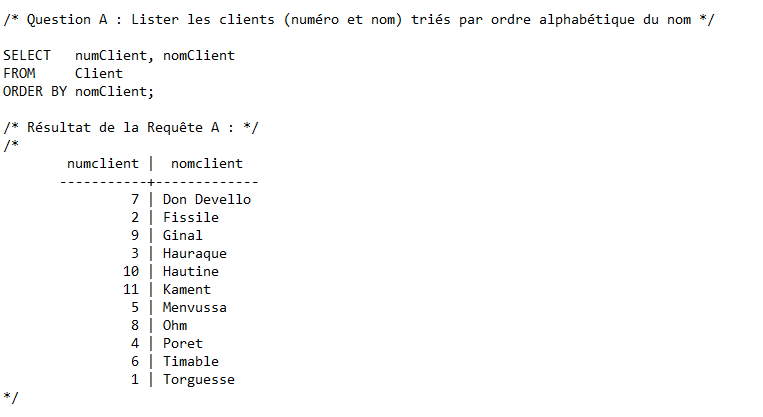 /* Question A : Lister les clients (numéro et nom) triés par ordre alphabétique du nom */
SELECT   numClient, nomClient
FROM     Client
ORDER BY nomClient;
/* Résultat de la Requête A : */
/*
        numclient |  nomclient
       -----------+-------------
                7 | Don Devello
                2 | Fissile
                9 | Ginal
                3 | Hauraque
               10 | Hautine
               11 | Kament
                5 | Menvussa
                8 | Ohm
                4 | Poret
                6 | Timable
                1 | Torguesse
*/